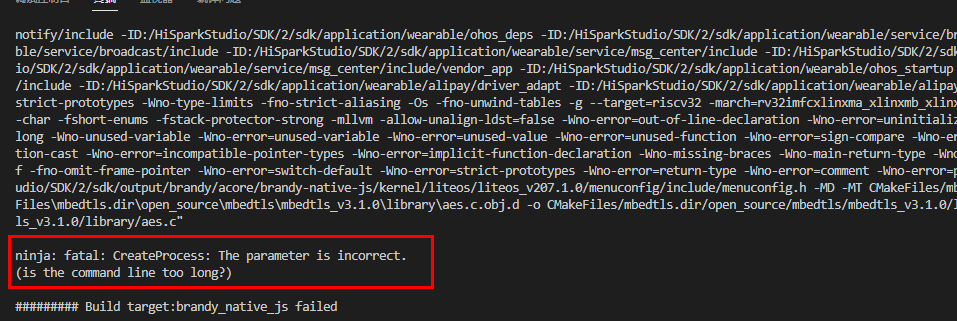 notify/include -ID:/HiSparkStudio/SDK/2/sdk/application/wearable/ohos_deps -ID:/HiSparkStudio/SDK/2/sdk/application/wearable/service/br
ble/service/broadcast/include -ID:/HiSparkStudio/SDK/2/sdk/application/wearable/service/msg_center/include -ID:/HiSparkStudio/SDK/2/sd
io/SDK/2/sdk/application/wearable/service/msg_center/include/vendor_app -ID:/HiSparkStudio/SDK/2/sdk/application/wearable/ohos_startup
/include -ID:/HiSparkStudio/SDK/2/sdk/application/wearable/alipay/driver_adapt -ID:/HiSparkStudio/SDK/2/sdk/application/wearable/alipay
strict-prototypes -Wno-type-limits -fno-strict-aliasing -Os -fno-unwind-tables -g --target=riscv32 -march=rv32imfcxlinxma_xlinxmb_xlinx
-char -fshort-enums -fstack-protector-strong -mllvm -allow-unalign-ldst=false -Wno-error=out-of-line-declaration -Wno-error=uninitializ
long -Wno-unused-variable -Wno-error=unused-variable -Wno-error=unused-value -Wno-error=unused-function -Wno-error=sign-compare -Wno-er
tion-cast -Wno-error=incompatible-pointer-types -Wno-error=implicit-function-declaration -Wno-missing-braces -Wno-main-return-type -Wno
f -fno-omit-frame-pointer -Wno-error=switch-default -Wno-error=strict-prototypes -Wno-error=return-type -Wno-error=comment -Wno-error=p
udio/SDK/2/sdk/output/brandy/acore/brandy-native-js/kernel/liteos/liteos_v207.1.0/menuconfig/include/menuconfig.h -MD -MT CMakeFiles/mb
Files\mbedtls.dir\open_source\mbedtls\mbedtls_v3.1.0\library\aes.c.obj.d -o CMakeFiles/mbedtls.dir/open_source/mbedtls/mbedtls_v3.1.0/l
ls_v3.1.0/library/aes.c"
ninja: fatal: CreateProcess: The parameter is incorrect.
(is the command line too long?)
######### Build target:brandy_native_js failed